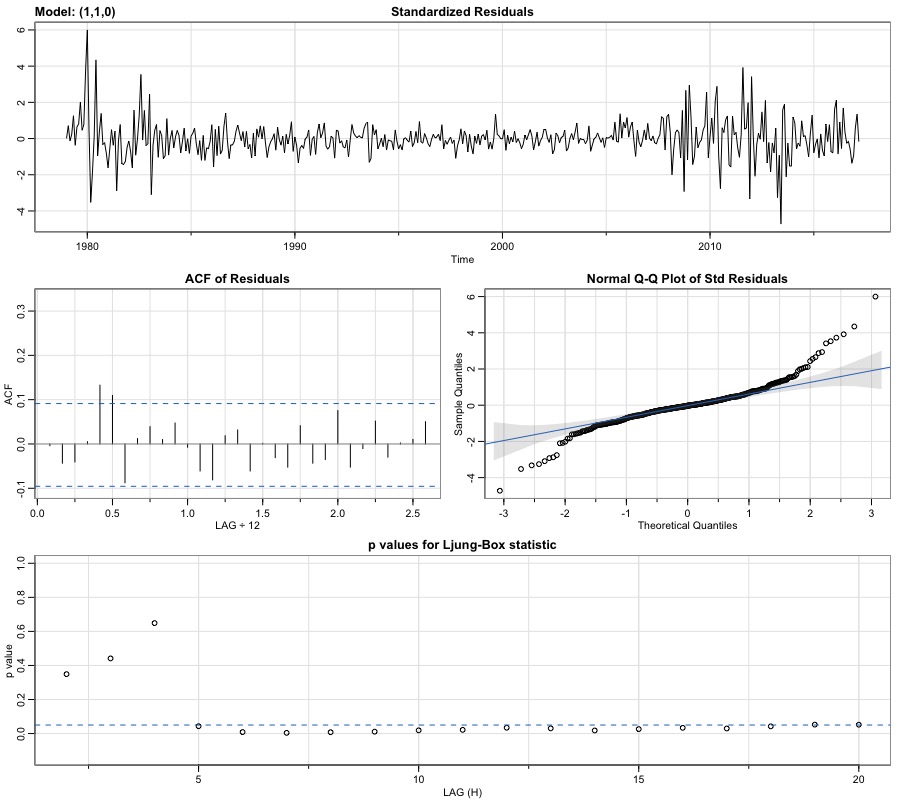 Model: (1,1,0) Standardized Residuals
6
4
2
0
-2
-4
1980 1990 2000 2010
Time
ACF of Residuals
0.3
0.2
0.1
0.0
-0.1
ACF
0.0 0.5 1.0 1.5 2.0 2.5
LAG ÷ 12
Normal Q-Q Plot of Std Residuals
6
4
2
0
-2
-4
Sample Quantiles
-3 -2 -1 0 1 2 3
Theoretical Quantiles
p values for Ljung-Box statistic
1.0
0.8
0.6
0.4
0.2
0.0
p value
5 10 15 20
LAG (H)